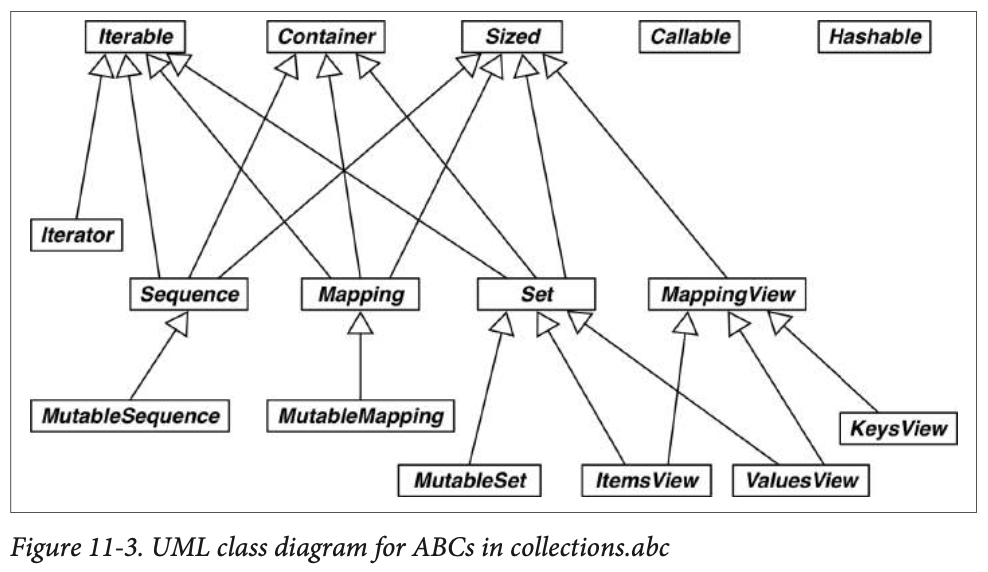 Iterable Container Sized Callable Hashable
Iterator
Sequence Mapping Set MappingView
MutableSequence MutableMapping KeysView
MutableSet ItemsView ValuesView
Figure 11-3. UML class diagram for ABCs in collections.abc